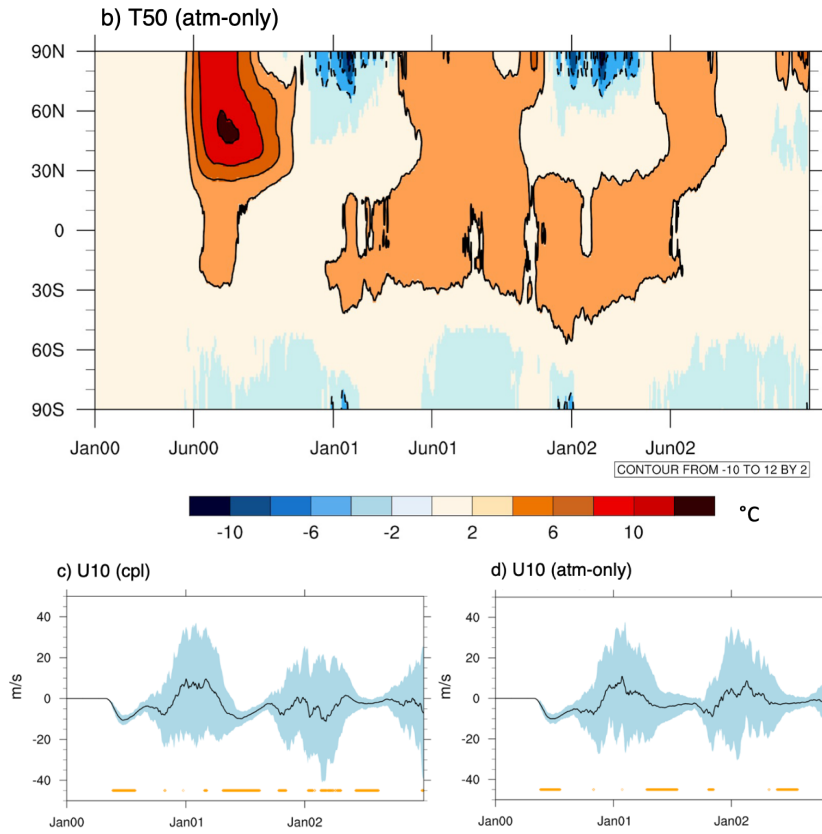 b) T50 (atm-only)
90N
60N
30N
0
30S
60S
90S
Jan00 Jun00 Jan01 Jun01 Jan02 Jun02
CONTOUR FROM -10 TO 12 BY 2
-10 -6 -2 2 6 10 °C
c) U10 (cpl)
m/s
40
20
0
-20
-40
Jan00 Jan01 Jan02
d) U10 (atm-only)
m/s
40
20
0
-20
-40
Jan00 Jan01 Jan02